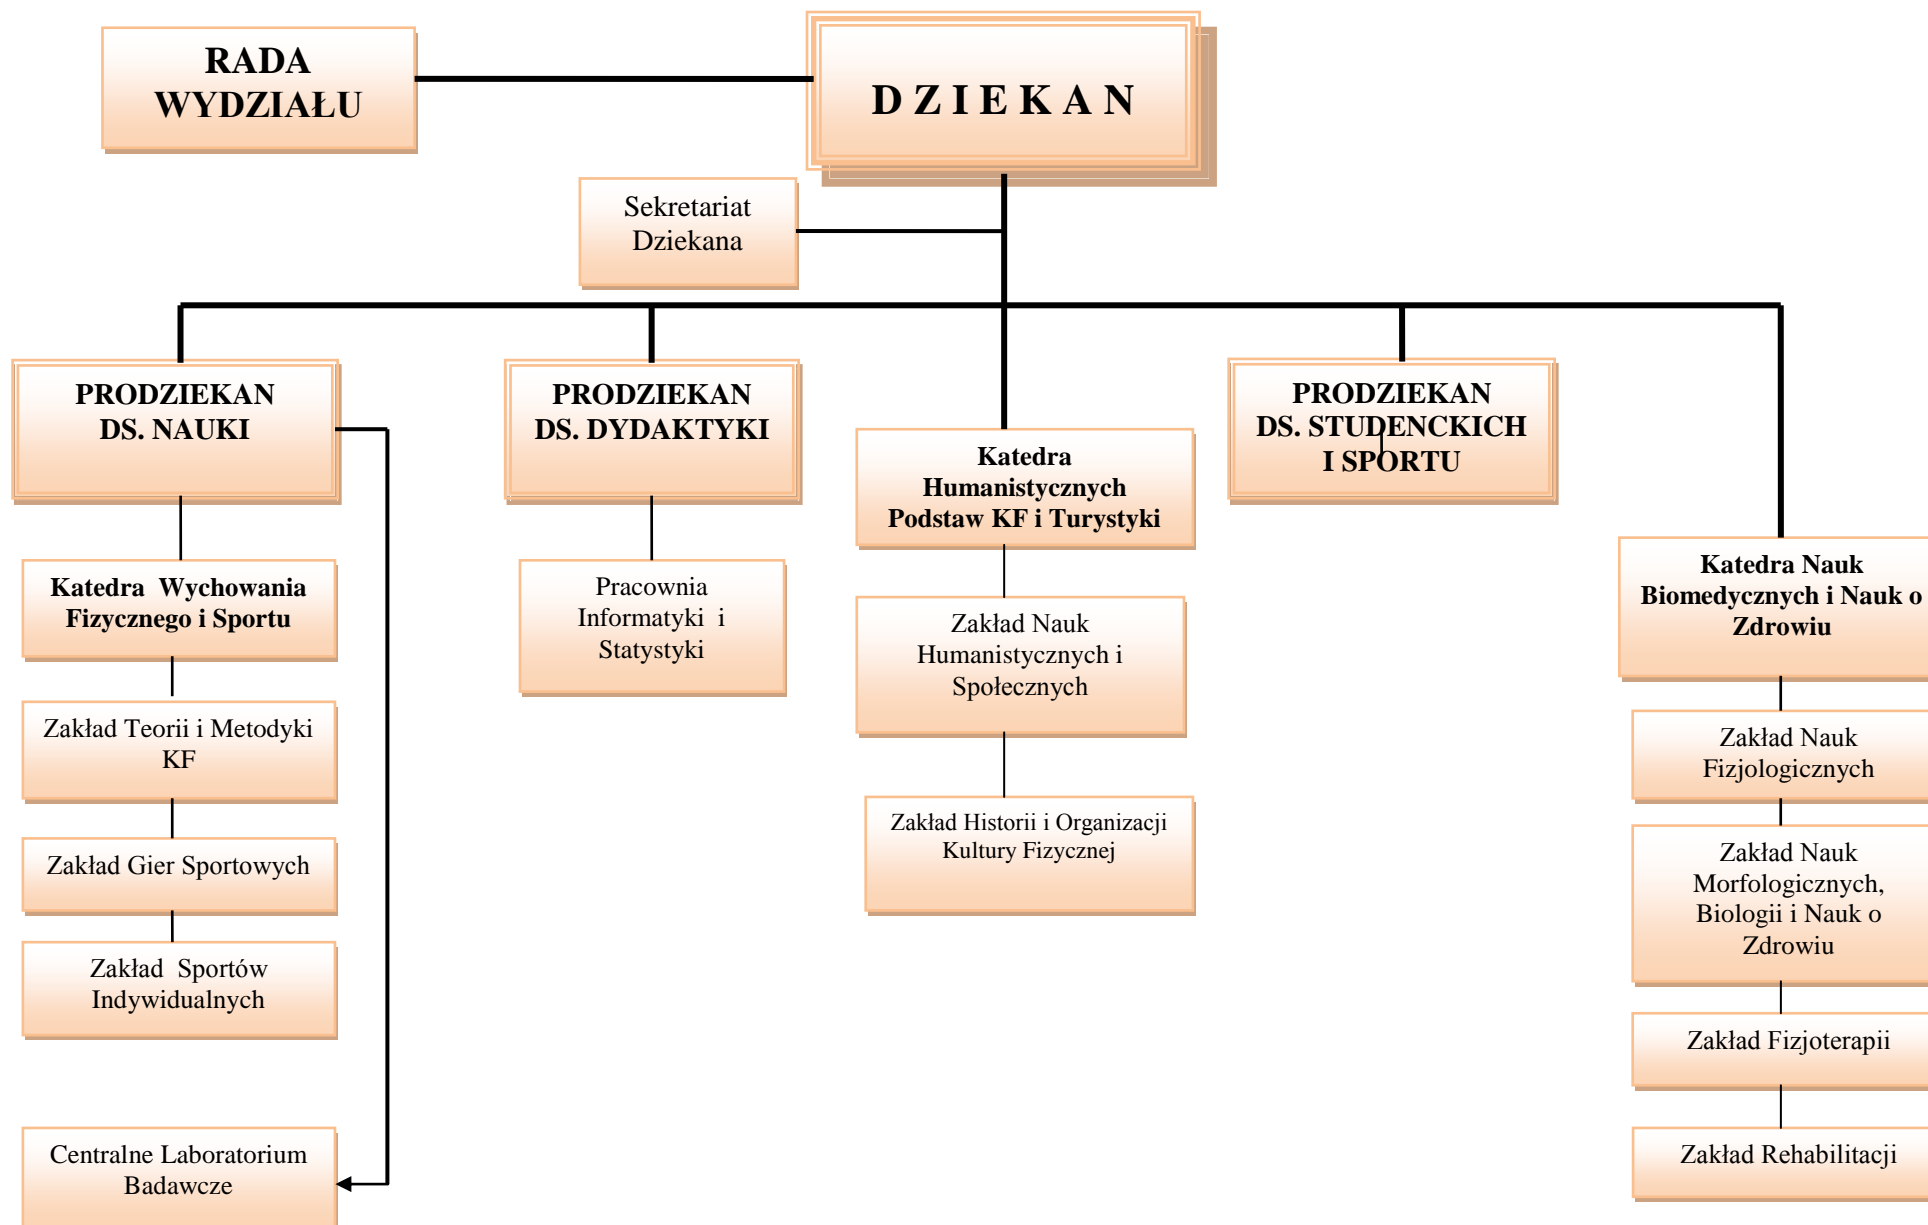 RADA
WYDZIAŁU
D Z I E K A N
Sekretariat
Dziekana
PRODZIEKAN
DS. NAUKI
PRODZIEKAN
DS. DYDAKTYKI
Katedra
Humanistycznych
Podstaw KF i Turystyki
PRODZIEKAN
DS. STUDENCKICH
I SPORTU
Katedra Nauk
Biomedycznych i Nauk o
Zdrowiu
Katedra Wychowania
Fizycznego i Sportu
Pracownia
Informatyki i
Statystyki
Zakład Nauk
Humanistycznych i
Społecznych
Zakład Teorii i Metodyki
KF
Zakład Nauk
Fizjologicznych
Zakład Historii i Organizacji
Kultury Fizycznej
Zakład Gier Sportowych
Zakład Nauk
Morfologicznych,
Biologii i Nauk o
Zdrowiu
Zakład Sportów
Indywidualnych
Zakład Fizjoterapii
Centralne Laboratorium
Badawcze
Zakład Rehabilitacji